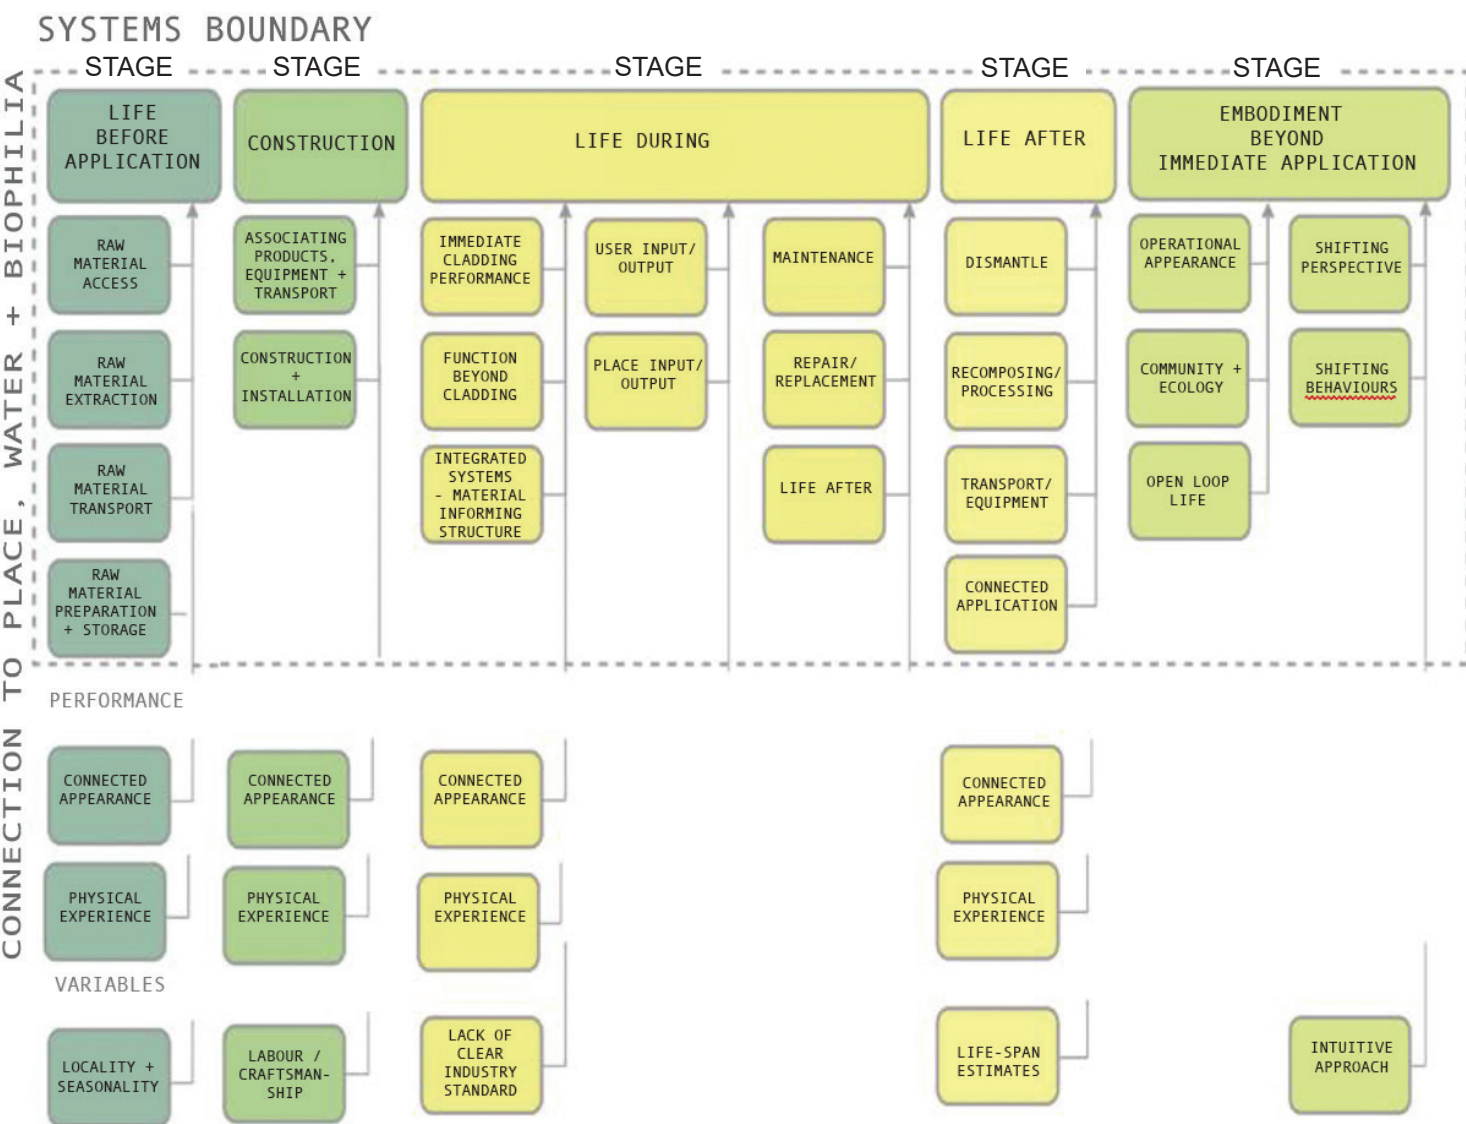 SYSTEMS BOUNDARY
STAGE
STAGE
STAGE
STAGE
STAGE
CONNECTION TO PLACE, WATER + BIOPHILIA
LIFE
BEFORE
APPLICATION
CONSTRUCTION
LIFE DURING
LIFE AFTER
EMBODIMENT
BEYOND
IMMEDIATE APPLICATION
RAW
MATERIAL
ACCESS
ASSOCIATING
PRODUCTS,
EQUIPMENT +
TRANSPORT
IMMEDIATE
CLADDING
PERFORMANCE
USER INPUT/
OUTPUT
MAINTENANCE
DISMANTLE
OPERATIONAL
APPEARANCE
SHIFTING
PERSPECTIVE
RAW
MATERIAL
EXTRACTION
CONSTRUCTION
+
INSTALLATION
FUNCTION
BEYOND
CLADDING
PLACE INPUT/
OUTPUT
REPAIR/
REPLACEMENT
RECOMPOSING/
PROCESSING
COMMUNITY +
ECOLOGY
SHIFTING
BEHAVIOURS
RAW
MATERIAL
TRANSPORT
INTEGRATED
SYSTEMS
- MATERIAL
INFORMING
STRUCTURE
LIFE AFTER
TRANSPORT/
EQUIPMENT
OPEN LOOP
LIFE
RAW
MATERIAL
PREPARATION
+ STORAGE
CONNECTED
APPLICATION
PERFORMANCE
CONNECTED
APPEARANCE
CONNECTED
APPEARANCE
CONNECTED
APPEARANCE
CONNECTED
APPEARANCE
PHYSICAL
EXPERIENCE
PHYSICAL
EXPERIENCE
PHYSICAL
EXPERIENCE
PHYSICAL
EXPERIENCE
VARIABLES
LOCALITY +
SEASONALITY
LABOUR /
CRAFTSMAN-
SHIP
LACK OF
CLEAR
INDUSTRY
STANDARD
LIFE-SPAN
ESTIMATES
INTUITIVE
APPROACH